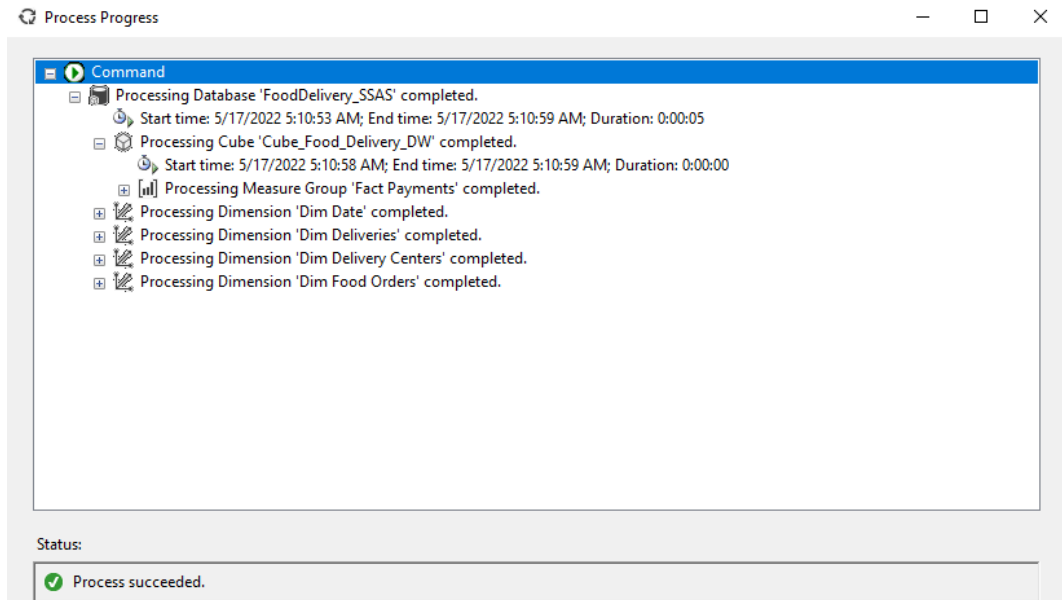 Process Progress
Command
Processing Database 'FoodDelivery_SSAS' completed.
Start time: 5/17/2022 5:10:53 AM; End time: 5/17/2022 5:10:59 AM; Duration: 0:00:05
Processing Cube 'Cube_Food_Delivery_DW' completed.
Start time: 5/17/2022 5:10:58 AM; End time: 5/17/2022 5:10:59 AM; Duration: 0:00:00
Processing Measure Group 'Fact Payments' completed.
Processing Dimension 'Dim Date' completed.
Processing Dimension 'Dim Deliveries' completed.
Processing Dimension 'Dim Delivery Centers' completed.
Processing Dimension 'Dim Food Orders' completed.
Status:
Process succeeded.